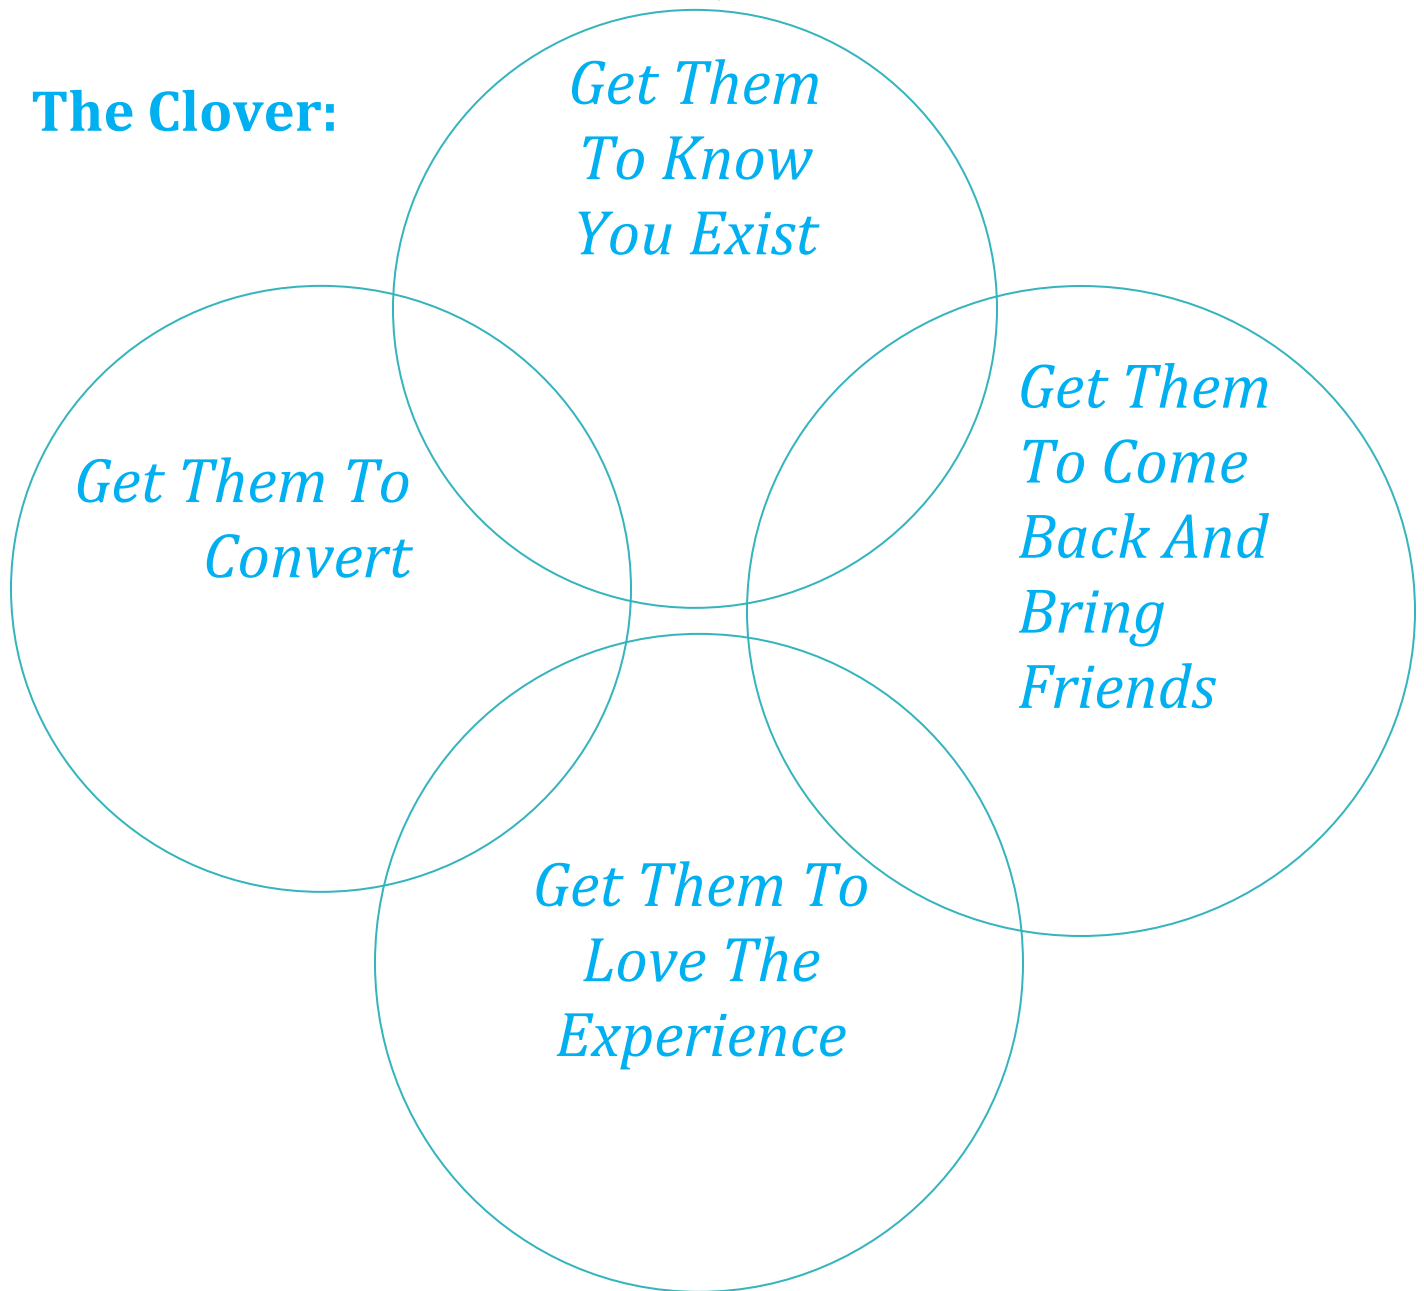 The Clover:
Get Them
To Know
You Exist
Get Them To
Convert
Get Them
To Come
Back And
Bring
Friends
Get Them To
Love The
Experience